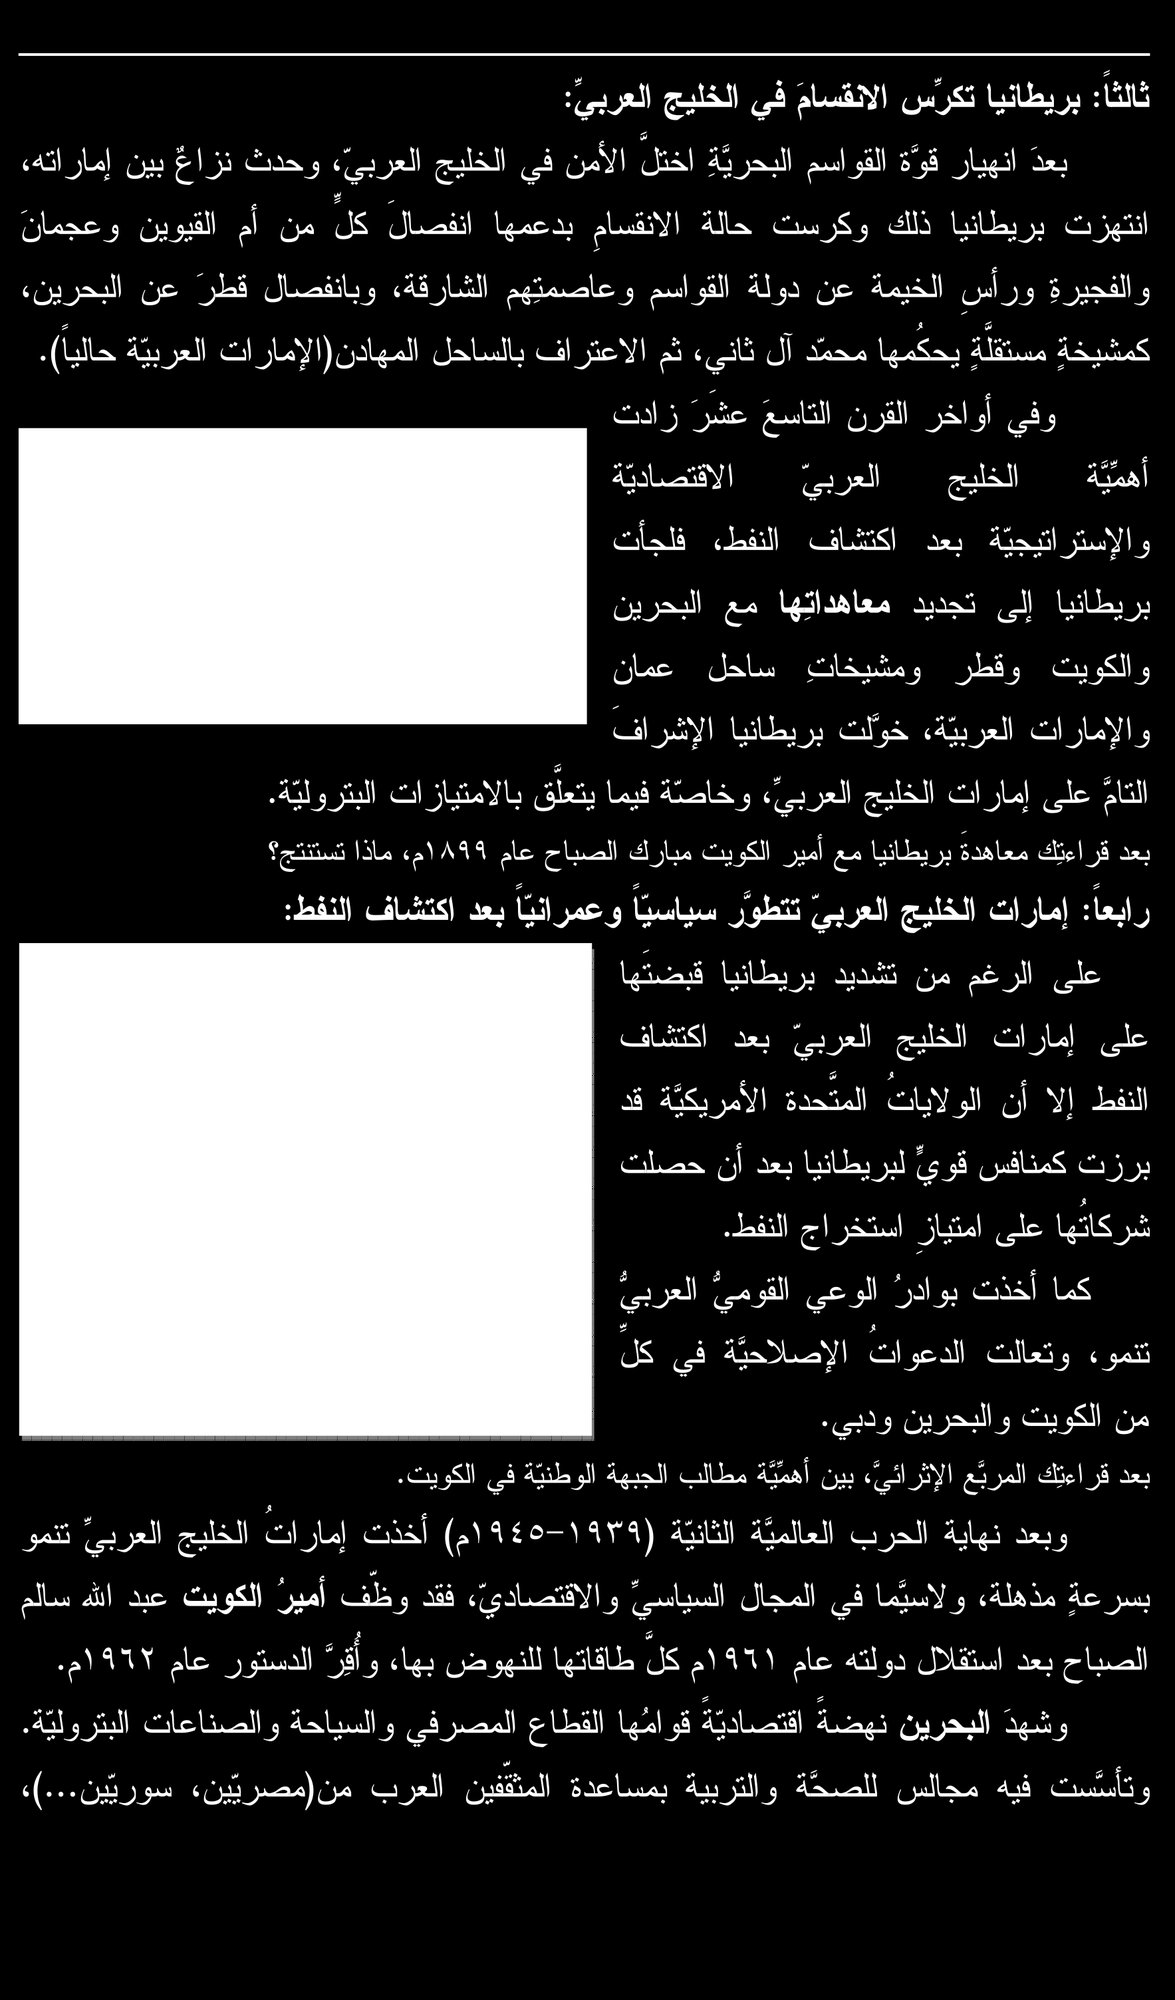 ثالثاً: بريطانيا تكرِّس الانقسامَ في الخليج العربيِّ:
بعدَ انهيار قوَّة القواسم البحريَّةِ اختلَّ الأمن في الخليج العربيّ، وحدث نزاعٌ بين إماراته،
انتهزت بريطانيا ذلك وكرست حالة الانقسامِ بدعمها انفصالَ كلٍّ من أم القيوين وعجمانَ
والفجيرةِ ورأسِ الخيمة عن دولة القواسم وعاصمتِهم الشارقة، وبانفصال قطرَ عن البحرين،
كمشيخةٍ مستقلَّةٍ يحكُمها محمّد آل ثاني، ثم الاعتراف بالساحل المهادن(الإمارات العربيّة حالياً).
وفي أواخر القرن التاسعَ عشَرَ زادت
أهمِّيَّة الخليج العربيّ الاقتصاديّة
والإستراتيجيّة بعد اكتشاف النفط، فلجأت
بريطانيا إلى تجديد معاهداتِها مع البحرين
والكويت وقطر ومشيخاتِ ساحل عمان
والإمارات العربيّة، خوَّلت بريطانيا الإشرافَ
التامَّ على إمارات الخليج العربيِّ، وخاصّة فيما يتعلَّق بالامتيازات البتروليّة.
بعد قراءتِك معاهدةَ بريطانيا مع أمير الكويت مبارك الصباح عام ١٨٩٩م، ماذا تستنتج؟
رابعاً: إمارات الخليج العربيّ تتطوَّر سياسيّاً وعمرانيّاً بعد اكتشاف النفط:
على الرغم من تشديد بريطانيا قبضتَها
على إمارات الخليج العربيّ بعد اكتشاف
النفط إلا أن الولاياتُ المتَّحدة الأمريكيَّة قد
برزت كمنافس قويٍّ لبريطانيا بعد أن حصلت
شركاتُها على امتيازِ استخراج النفط.
كما أخذت بوادرُ الوعي القوميُّ العربيُّ
تنمو، وتعالت الدعواتُ الإصلاحيَّة في كلِّ
من الكويت والبحرين ودبي.
بعد قراءتِك المربَّع الإثرائيَّ، بين أهمِّيَّة مطالب الجبهة الوطنيّة في الكويت.
وبعد نهاية الحرب العالميَّة الثانيّة (١٩٣٩-١٩٤٥م) أخذت إماراتُ الخليج العربيِّ تنمو
بسرعةٍ مذهلة، ولاسيَّما في المجال السياسيِّ والاقتصاديّ، فقد وظّف أميرُ الكويت عبد الله سالم
الصباح بعد استقلال دولته عام ١٩٦١م كلَّ طاقاتها للنهوض بها، وأُقِرَّ الدستور عام ١٩٦٢م.
وشهدَ البحرين نهضةً اقتصاديّةً قوامُها القطاع المصرفي والسياحة والصناعات البتروليّة.
وتأسَّست فيه مجالس للصحَّة والتربية بمساعدة المثقّفين العرب من(مصريّين، سوريّين...)،